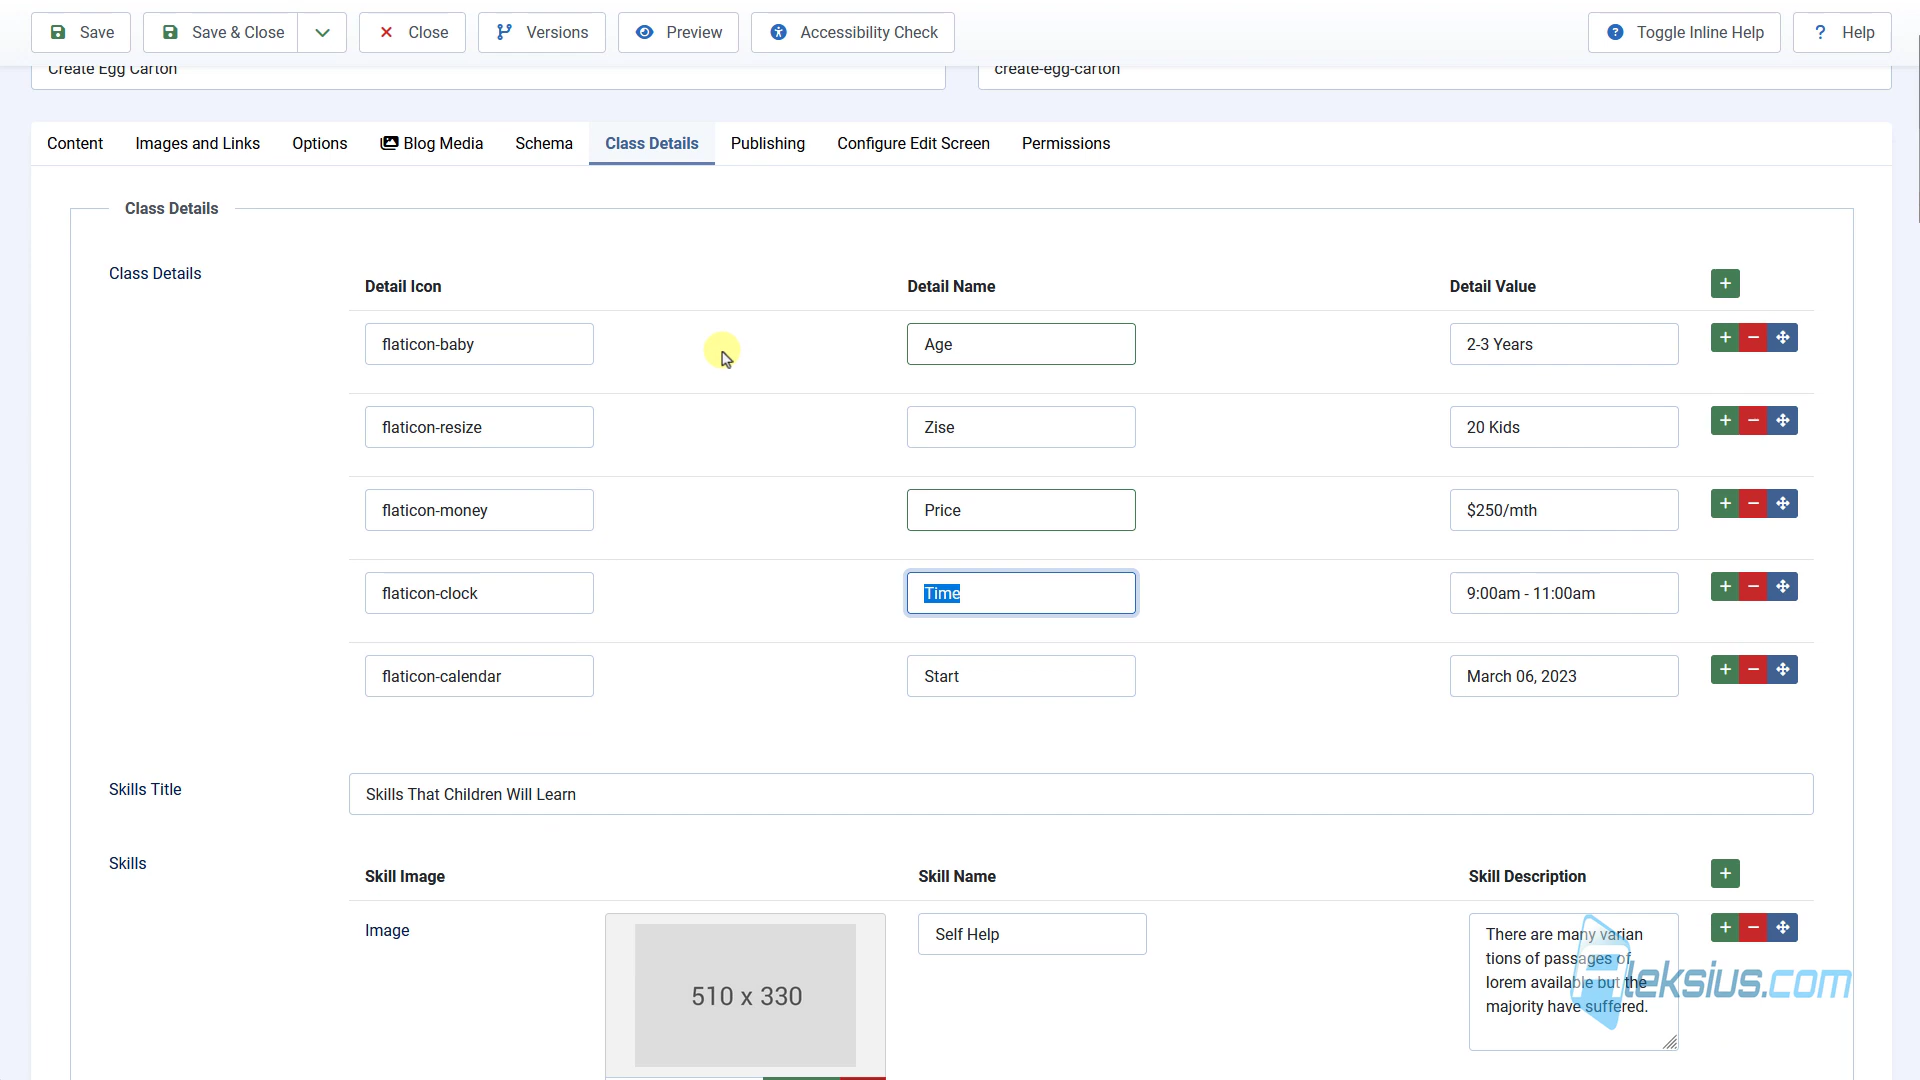 Save
Save & Close
Close
Versions
Preview
Accessibility Check
Toggle Inline Help
? Help
Create Egg Carton
create-egg-carton
Content
Images and Links
Options
Blog Media
Schema
Class Details
Publishing
Configure Edit Screen
Permissions
Class Details
Class Details
Detail Icon
Detail Name
Detail Value
flaticon-baby
Age
2-3 Years
flaticon-resize
Zise
20 Kids
flaticon-money
Price
$250/mth
flaticon-clock
Time
9:00am - 11:00am
flaticon-calendar
Start
March 06, 2023
Skills Title
Skills That Children Will Learn
Skills
Skill Image
Skill Name
Skill Description
Image
510 x 330
Self Help
There are many varian
tions of passages of
lorem available but the
majority have suffered.
Aleksius.com